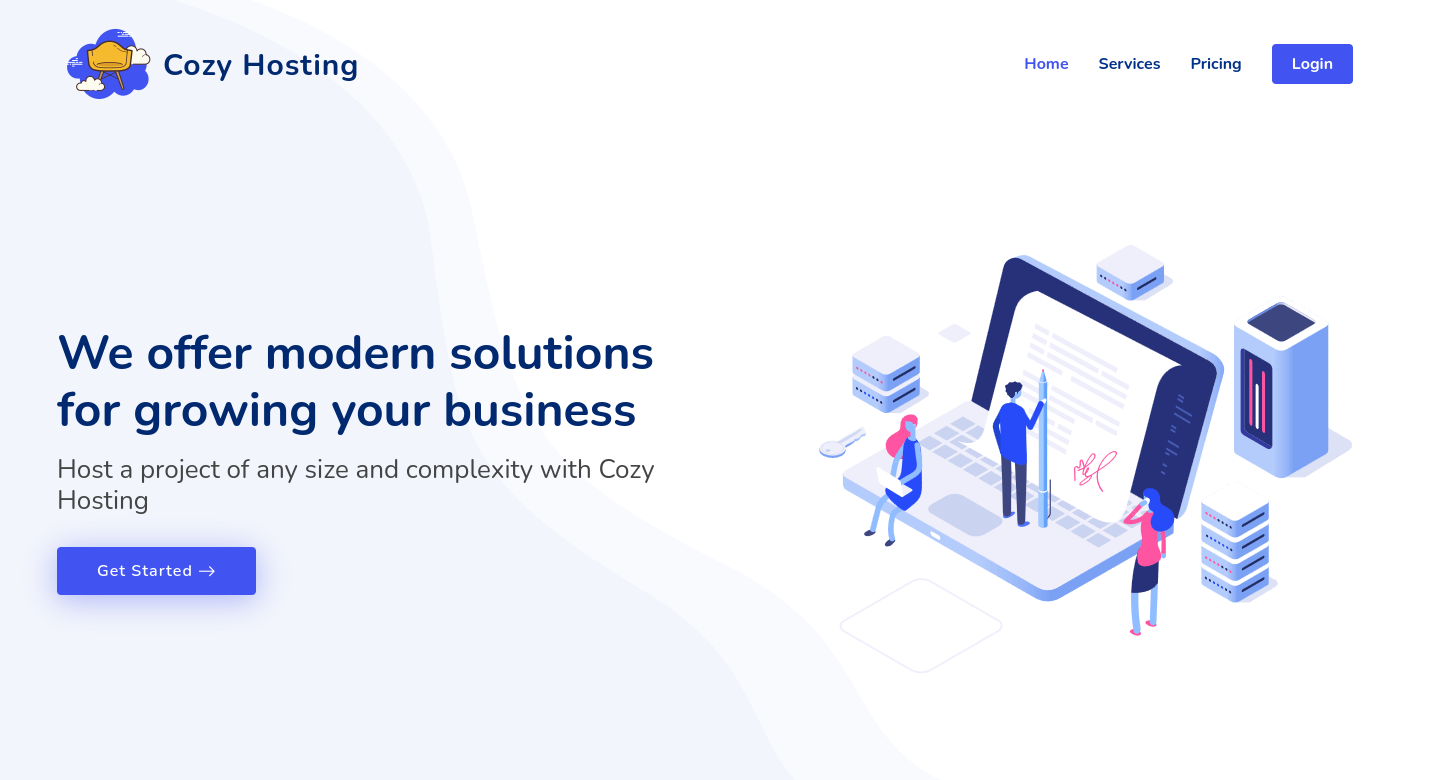 Cozy Hosting
Home
Services
Pricing
Login
We offer modern solutions
for growing your business
Host a project of any size and complexity with Cozy
Hosting
Get Started →